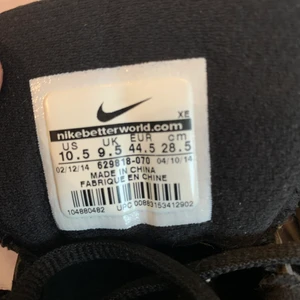 XE
nikebetterworld.com
US UK EUR cm
10.5 9.5 44.5 28.5
02/12/14 629818-070 04/10/14
MADE IN CHINA
FABRIQUE EN CHINE
104880482 UPC 00883153412902